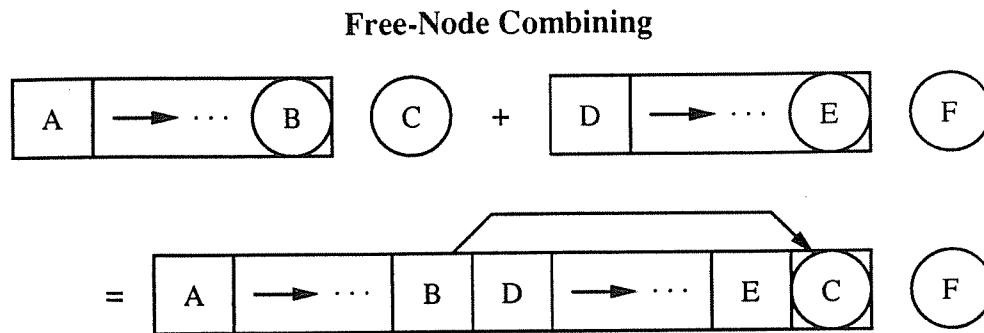 Free-Node Combining
A ··· B C + D ··· E F
= A ··· B D ··· E C F